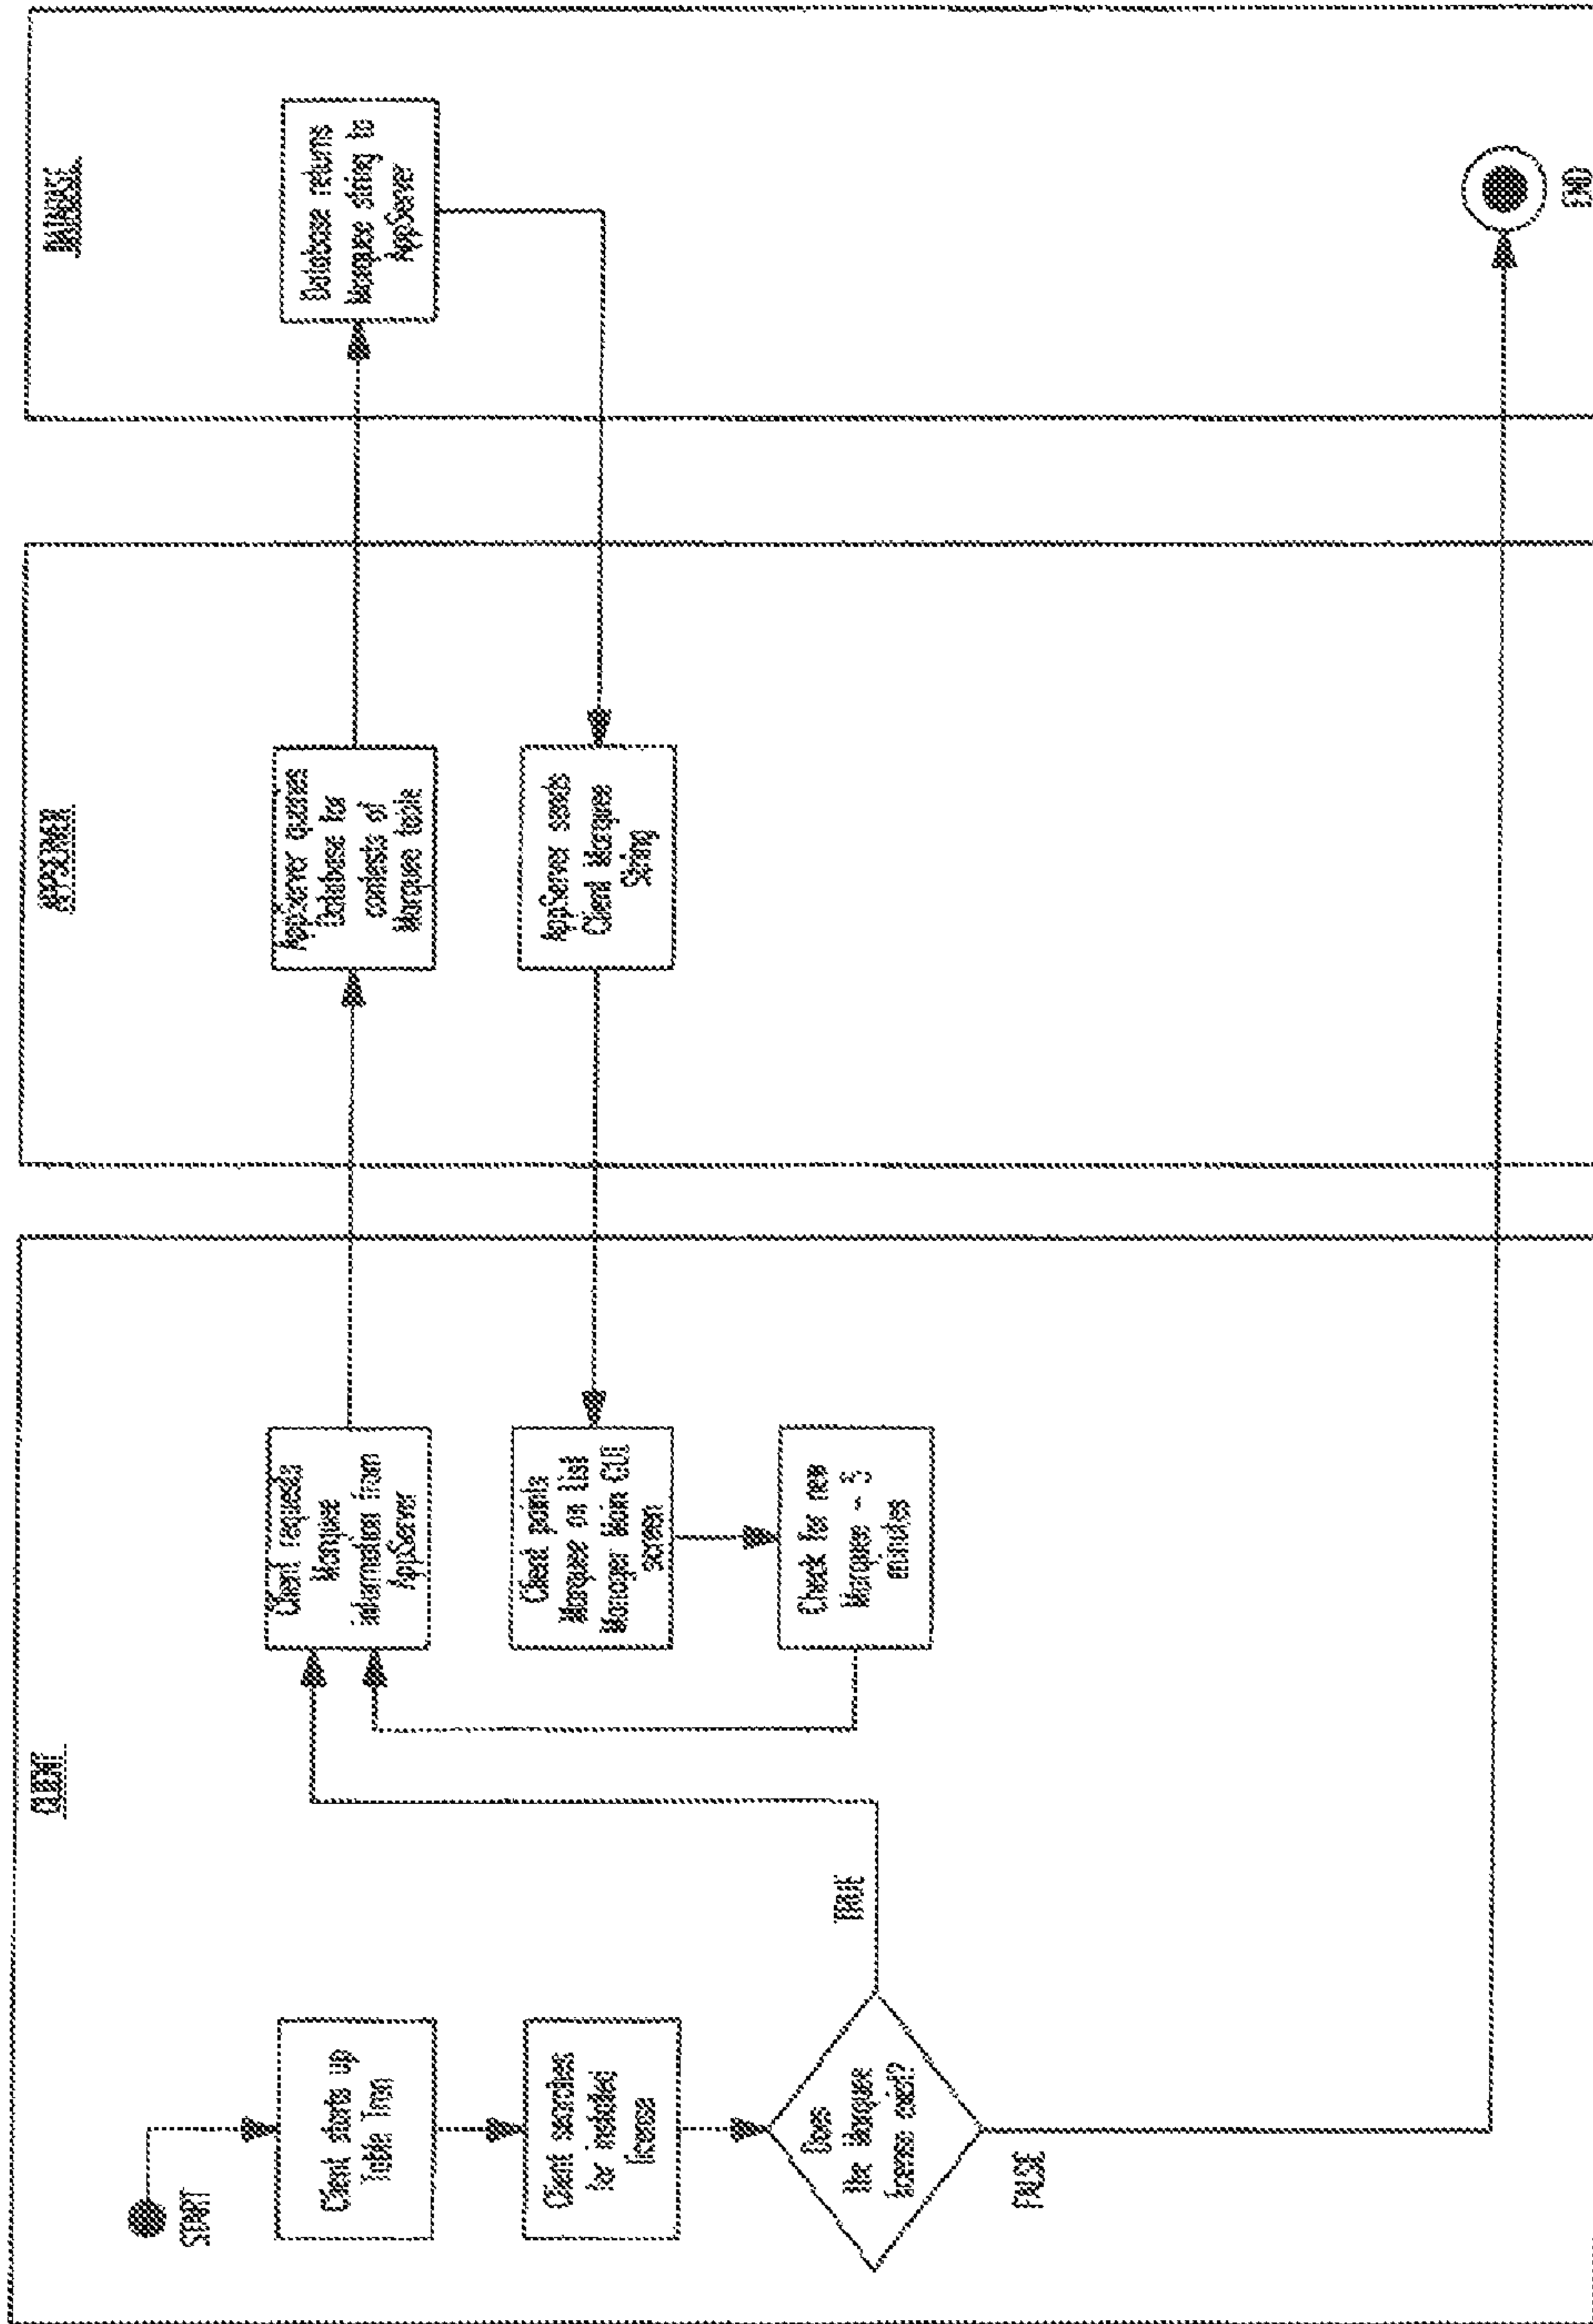 CLIENT
START
Client starts up
Table Tron
Client searches
for installed
license
Does
the Marquee
license exist?
TRUE
FALSE
Client requests
Marquee
information from
AppServer
Client paints
Marquee on List
Manager Main GUI
screen
Check for new
Marquee - 5
minutes
APPSERVER
AppServer queries
Database for
contents of
Marquee table
AppServer sends
Client Marquee
String
DATABASE
Database returns
Marquee string to
AppServer
END